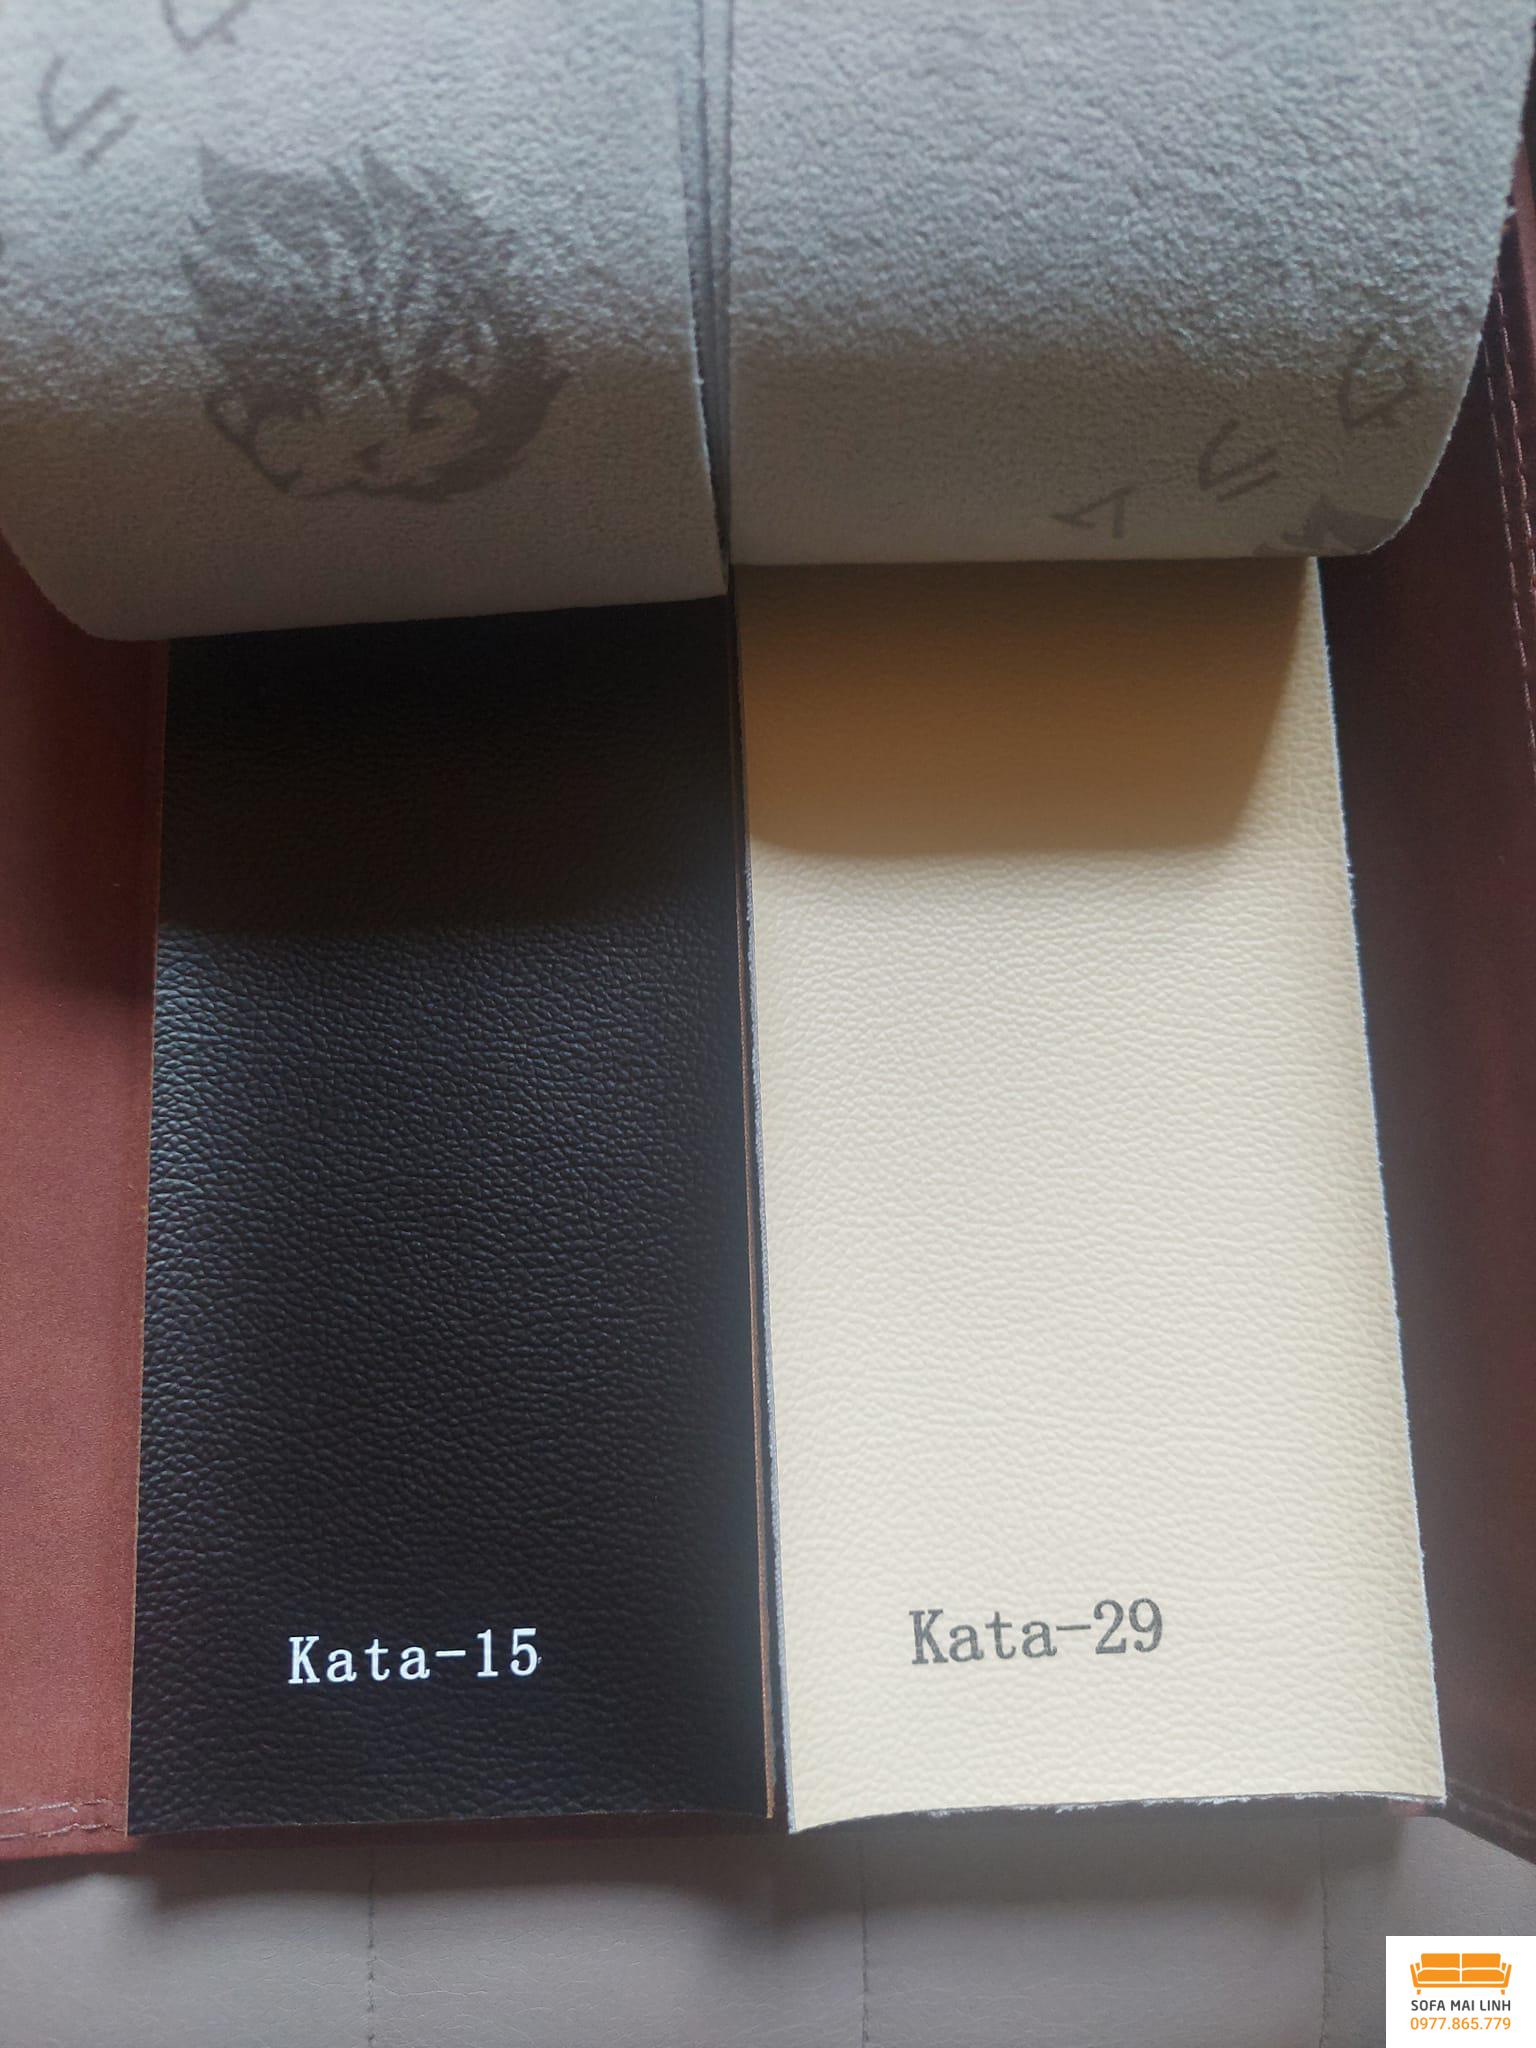 Kata-15
Kata-29
SOFA MAI LINH
0977.865.779